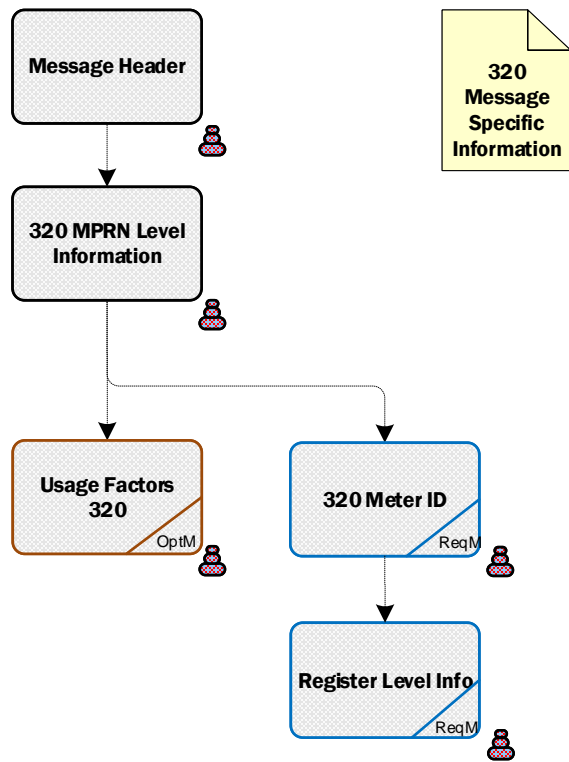 Message Header
320
Message
Specific
Information
320 MPRN Level
Information
Usage Factors
320
OptM
320 Meter ID
ReqM
Register Level Info
ReqM